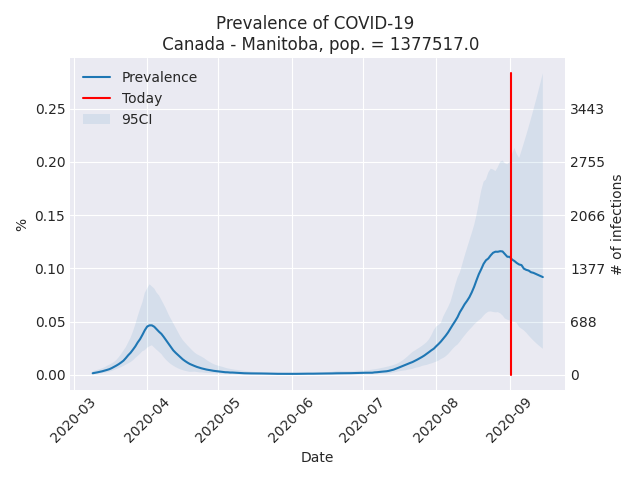 Prevalence of COVID-19
Canada - Manitoba, pop. = 1377517.0
Prevalence
Today
95CI
0.25
0.20
0.15
0.10
0.05
0.00
%
3443
2755
2066
1377
688
0
# of infections
2020-03
2020-04
2020-05
2020-06
2020-07
2020-08
2020-09
Date